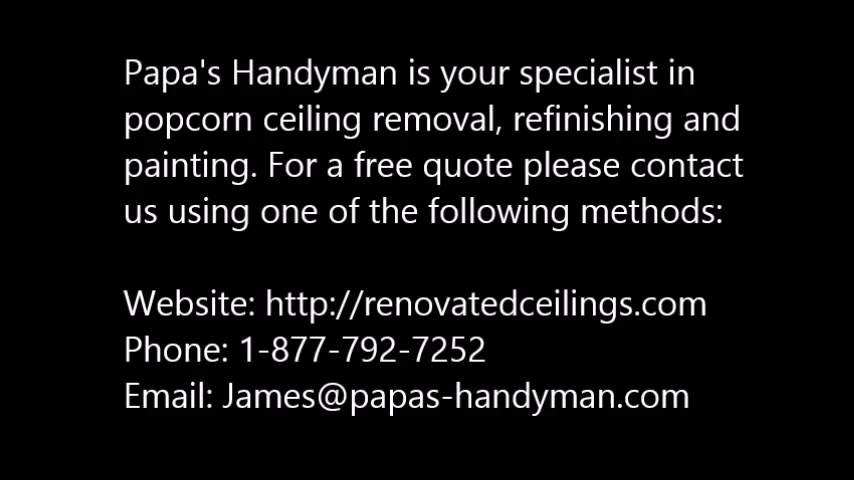 Papa's Handyman is your specialist in
popcorn ceiling removal, refinishing and
painting. For a free quote please contact
us using one of the following methods:
Website: http://renovatedceilings.com
Phone: 1-877-792-7252
Email: James@papas-handyman.com